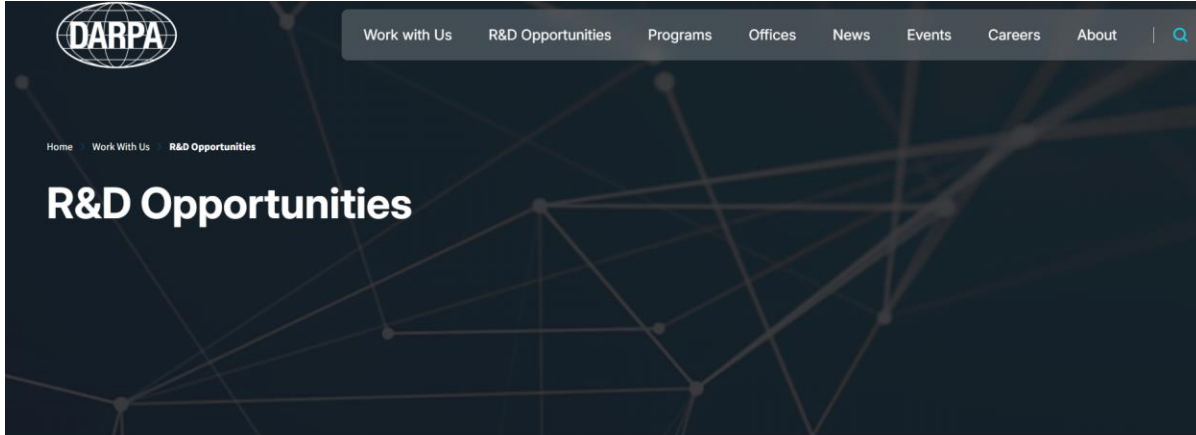 DARPA
Work with Us R&D Opportunities Programs Offices News Events Careers About
Home Work With Us R&D Opportunities
R&D Opportunities